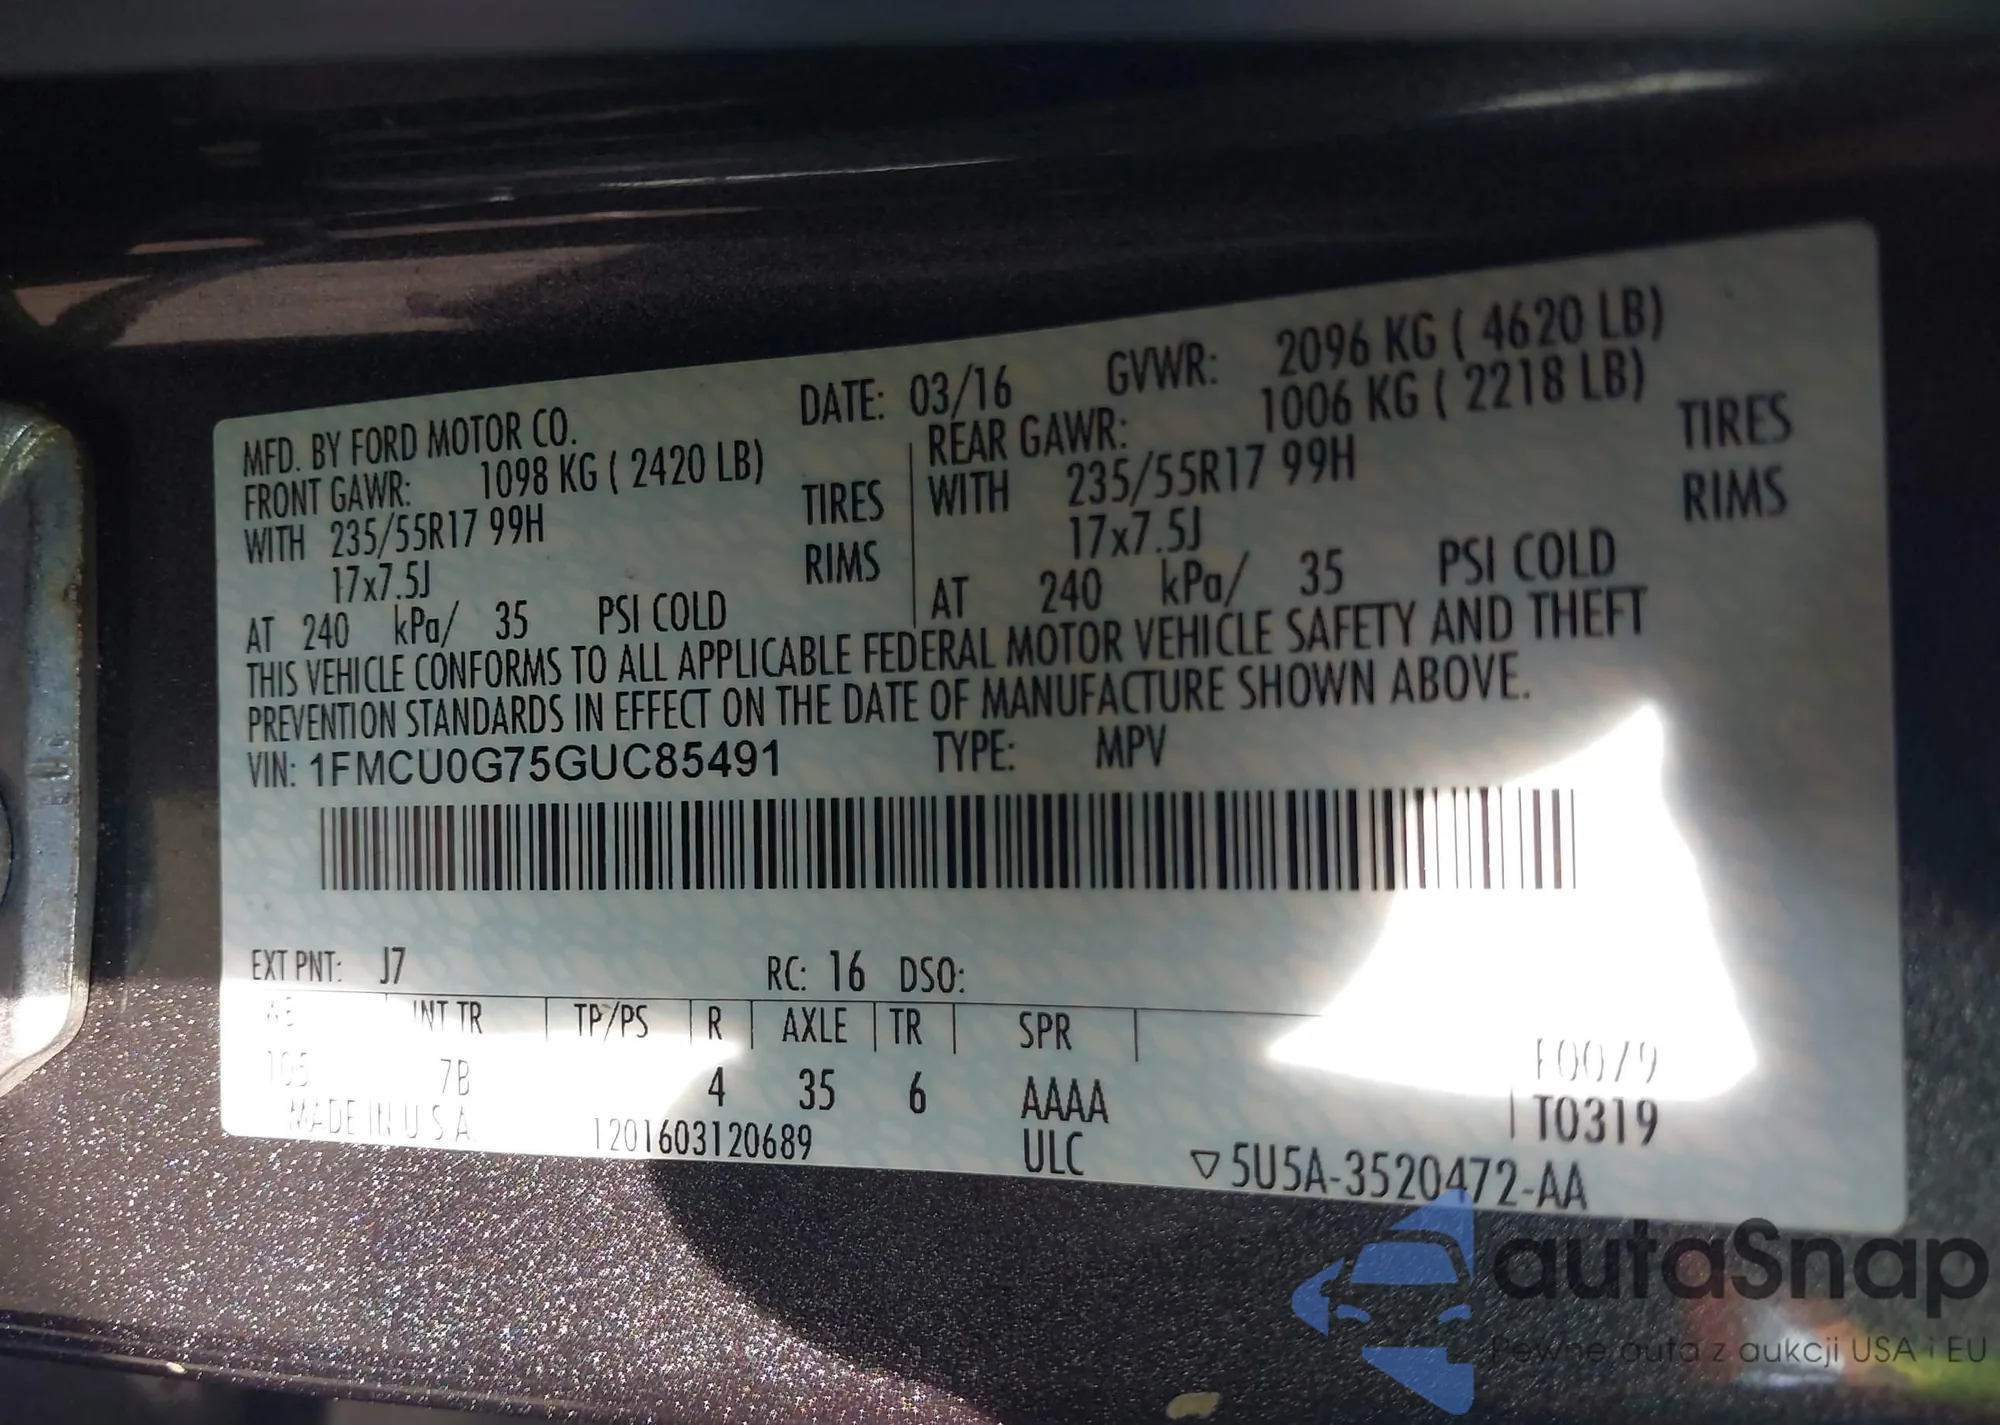 MFD. BY FORD MOTOR CO. DATE: 03/16 GVWR: 2096 KG ( 4620 LB)
FRONT GAWR: 1098 KG ( 2420 LB) REAR GAWR: 1006 KG ( 2218 LB)
WITH 235/55R17 99H TIRES WITH 235/55R17 99H TIRES
17x7.5J RIMS 17x7.5J RIMS
AT 240 kPa/ 35 PSI COLD AT 240 kPa/ 35 PSI COLD
THIS VEHICLE CONFORMS TO ALL APPLICABLE FEDERAL MOTOR VEHICLE SAFETY AND THEFT
PREVENTION STANDARDS IN EFFECT ON THE DATE OF MANUFACTURE SHOWN ABOVE.
VIN: 1FMCU0G75GUC85491 TYPE: MPV
EXT PNT: J7 RC: 16 DSO:
INT TR TP/PS R AXLE TR SPR
105 7B 4 35 6 AAAA F0079
MADE IN U.S.A. 1201603120689 ULC T0319
▽5U5A-3520472-AA
autaSnap
Pewne auta z aukcji USA i EU